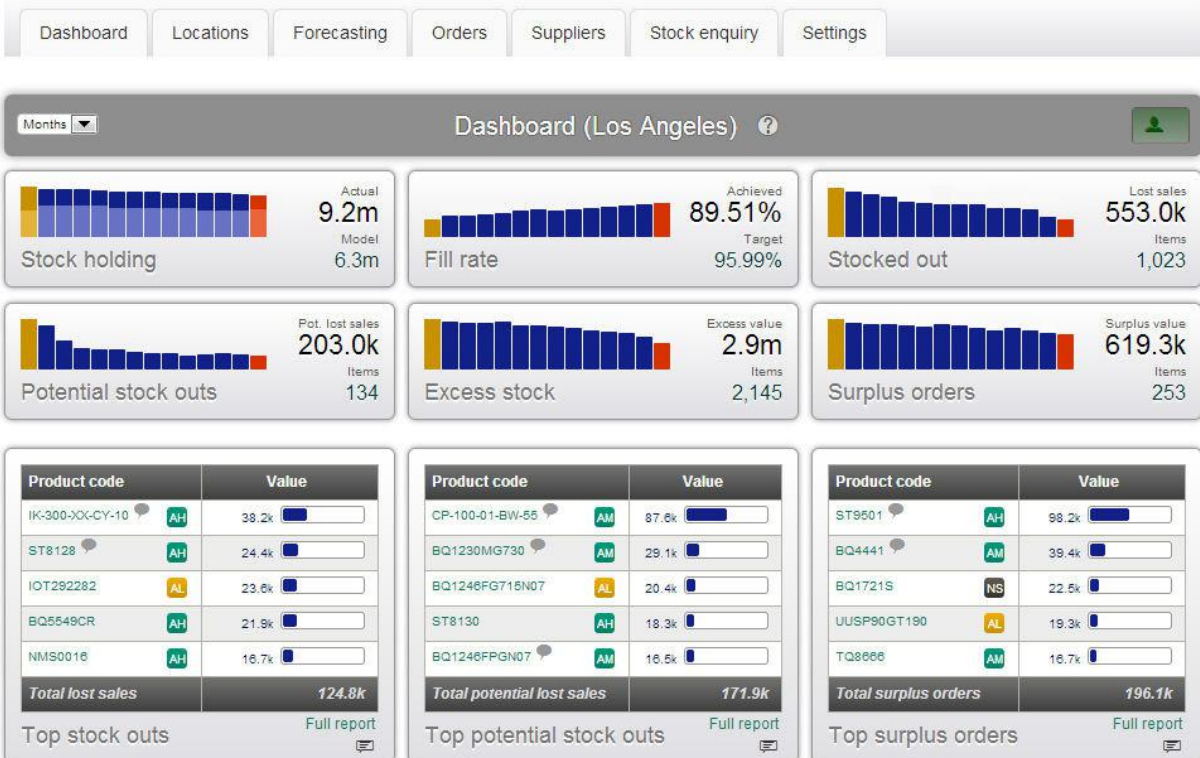 Dashboard Locations Forecasting Orders Suppliers Stock enquiry Settings
Months Dashboard (Los Angeles) ?
Actual
9.2m
Model
Stock holding 6.3m
Achieved
89.51%
Target
Fill rate 95.99%
Lost sales
553.0k
Items
Stocked out 1,023
Pot. lost sales
203.0k
Items
Potential stock outs 134
Excess value
2.9m
Items
Excess stock 2,145
Surplus value
619.3k
Items
Surplus orders 253
Product code Value
IK-300-XX-CY-10 AH 38.2k
ST8128 AH 24.4k
IOT292282 AL 23.6k
BQ5549CR AH 21.9k
NMS0016 AH 16.7k
Total lost sales 124.8k
Full report
Top stock outs
Product code Value
CP-100-01-BW-55 AM 87.6k
BQ1230MG730 AM 29.1k
BQ1246FG715N07 AL 20.4k
ST8130 AH 18.3k
BQ1246FPGN07 AM 16.5k
Total potential lost sales 171.9k
Full report
Top potential stock outs
Product code Value
ST9501 AH 98.2k
BQ4441 AM 39.4k
BQ1721S NS 22.5k
UUSP90GT190 AL 19.3k
TQ8666 AM 16.7k
Total surplus orders 196.1k
Full report
Top surplus orders